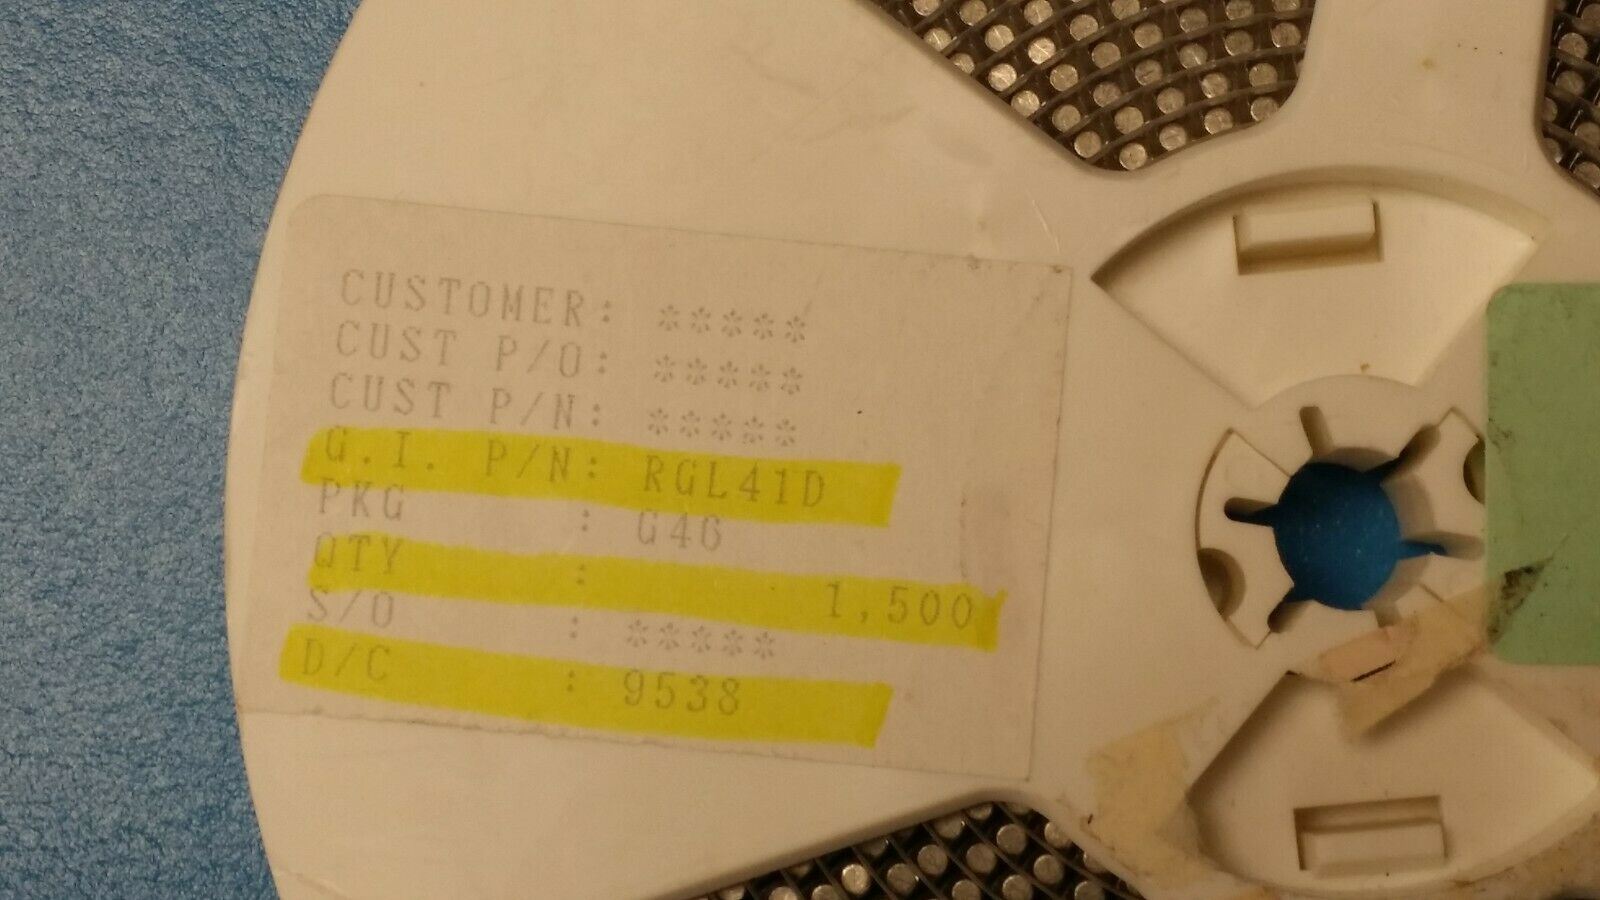 CUSTOMER: *****
CUST P/O: *****
CUST P/N: *****
G.I. P/N: RGL41D
PKG : G46
QTY : 1,500
S/O : *****
D/C : 9538